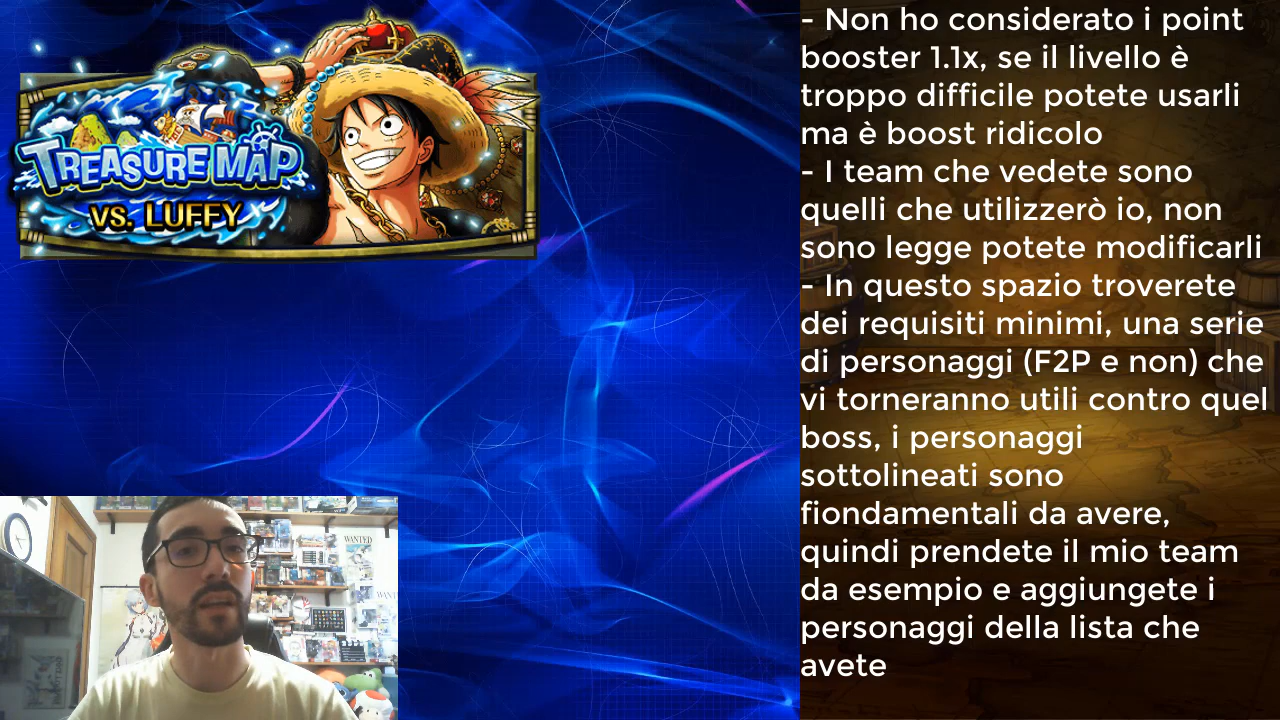 TREASURE MAP
VS. LUFFY
- Non ho considerato i point
booster 1.1x, se il livello è
troppo difficile potete usarli
ma è boost ridicolo
- I team che vedete sono
quelli che utilizzerò io, non
sono legge potete modificarli
- In questo spazio troverete
dei requisiti minimi, una serie
di personaggi (F2P e non) che
vi torneranno utili contro quel
boss, i personaggi
sottolineati sono
fiondamentali da avere,
quindi prendete il mio team
da esempio e aggiungete i
personaggi della lista che
avete
WANTED
WANT